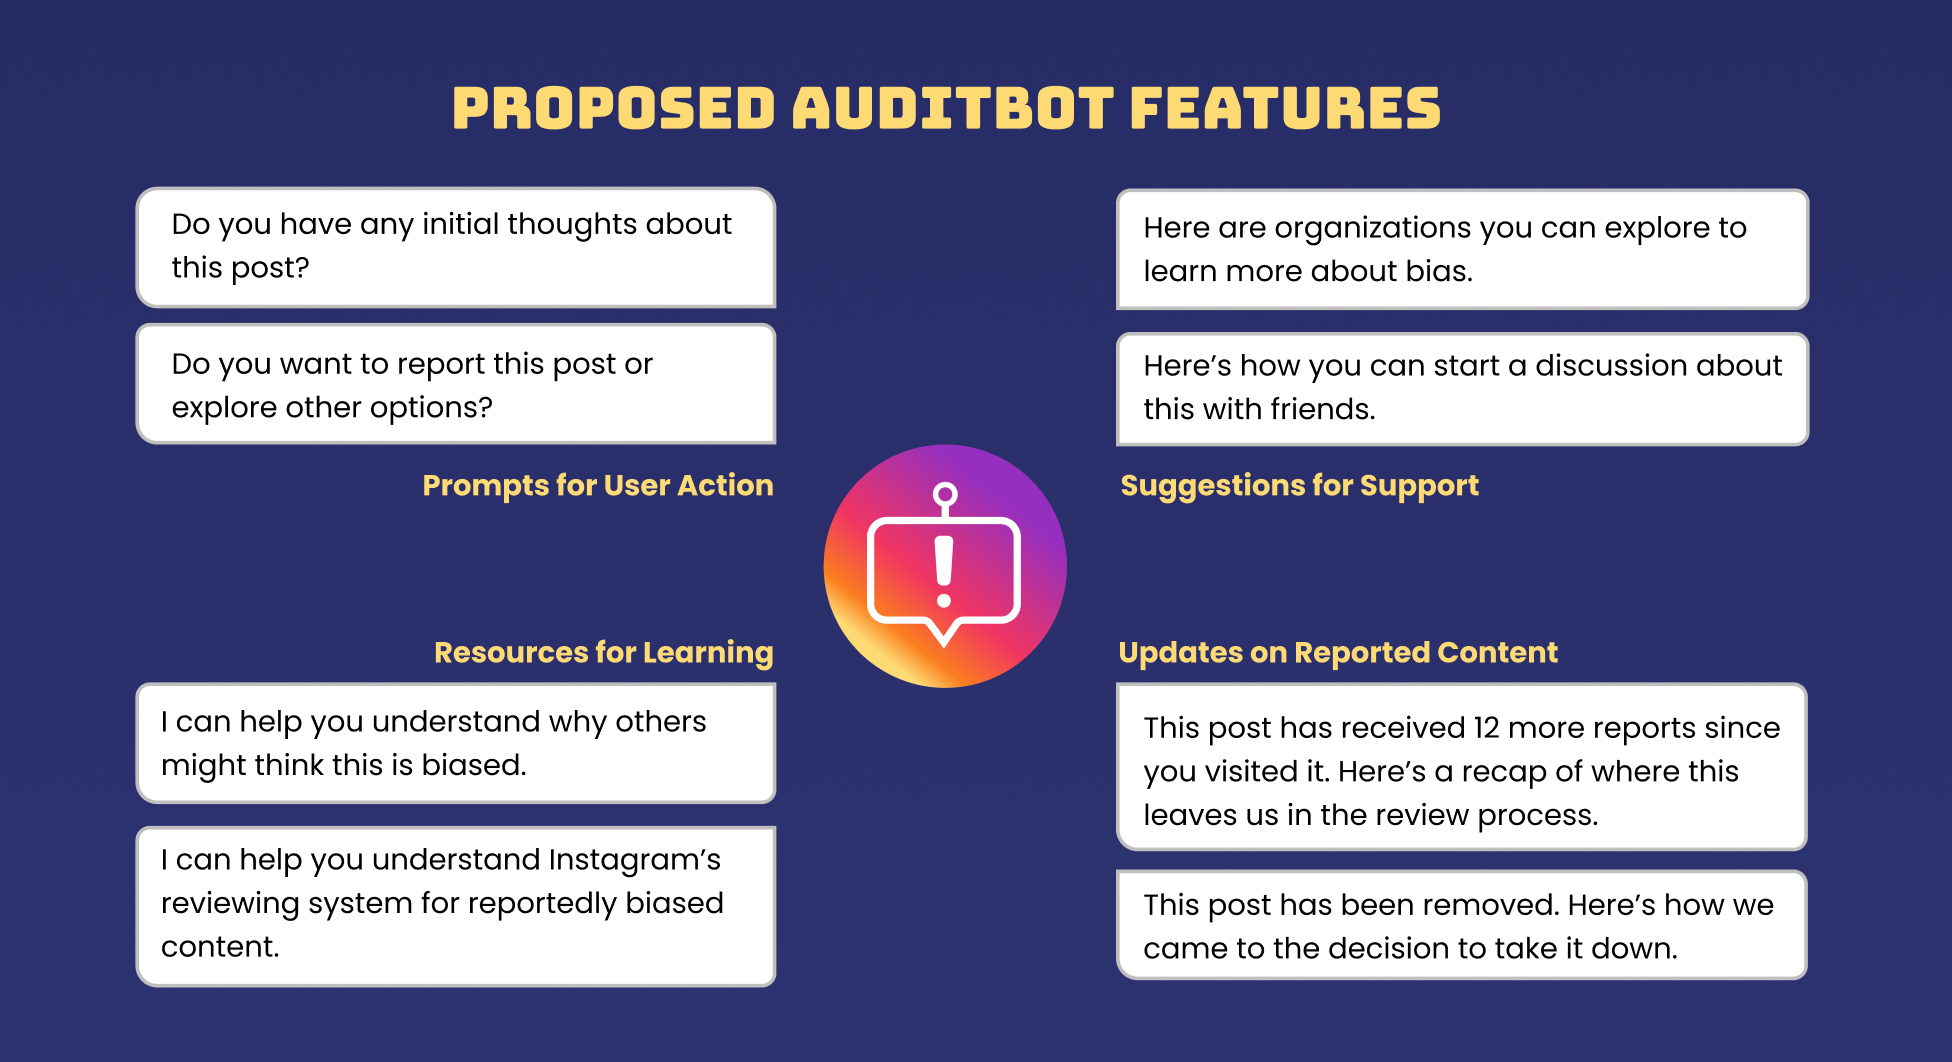 PROPOSED AUDITBOT FEATURES
Do you have any initial thoughts about
this post?
Do you want to report this post or
explore other options?
Prompts for User Action
Here are organizations you can explore to
learn more about bias.
Here’s how you can start a discussion about
this with friends.
Suggestions for Support
Resources for Learning
I can help you understand why others
might think this is biased.
I can help you understand Instagram’s
reviewing system for reportedly biased
content.
Updates on Reported Content
This post has received 12 more reports since
you visited it. Here’s a recap of where this
leaves us in the review process.
This post has been removed. Here’s how we
came to the decision to take it down.